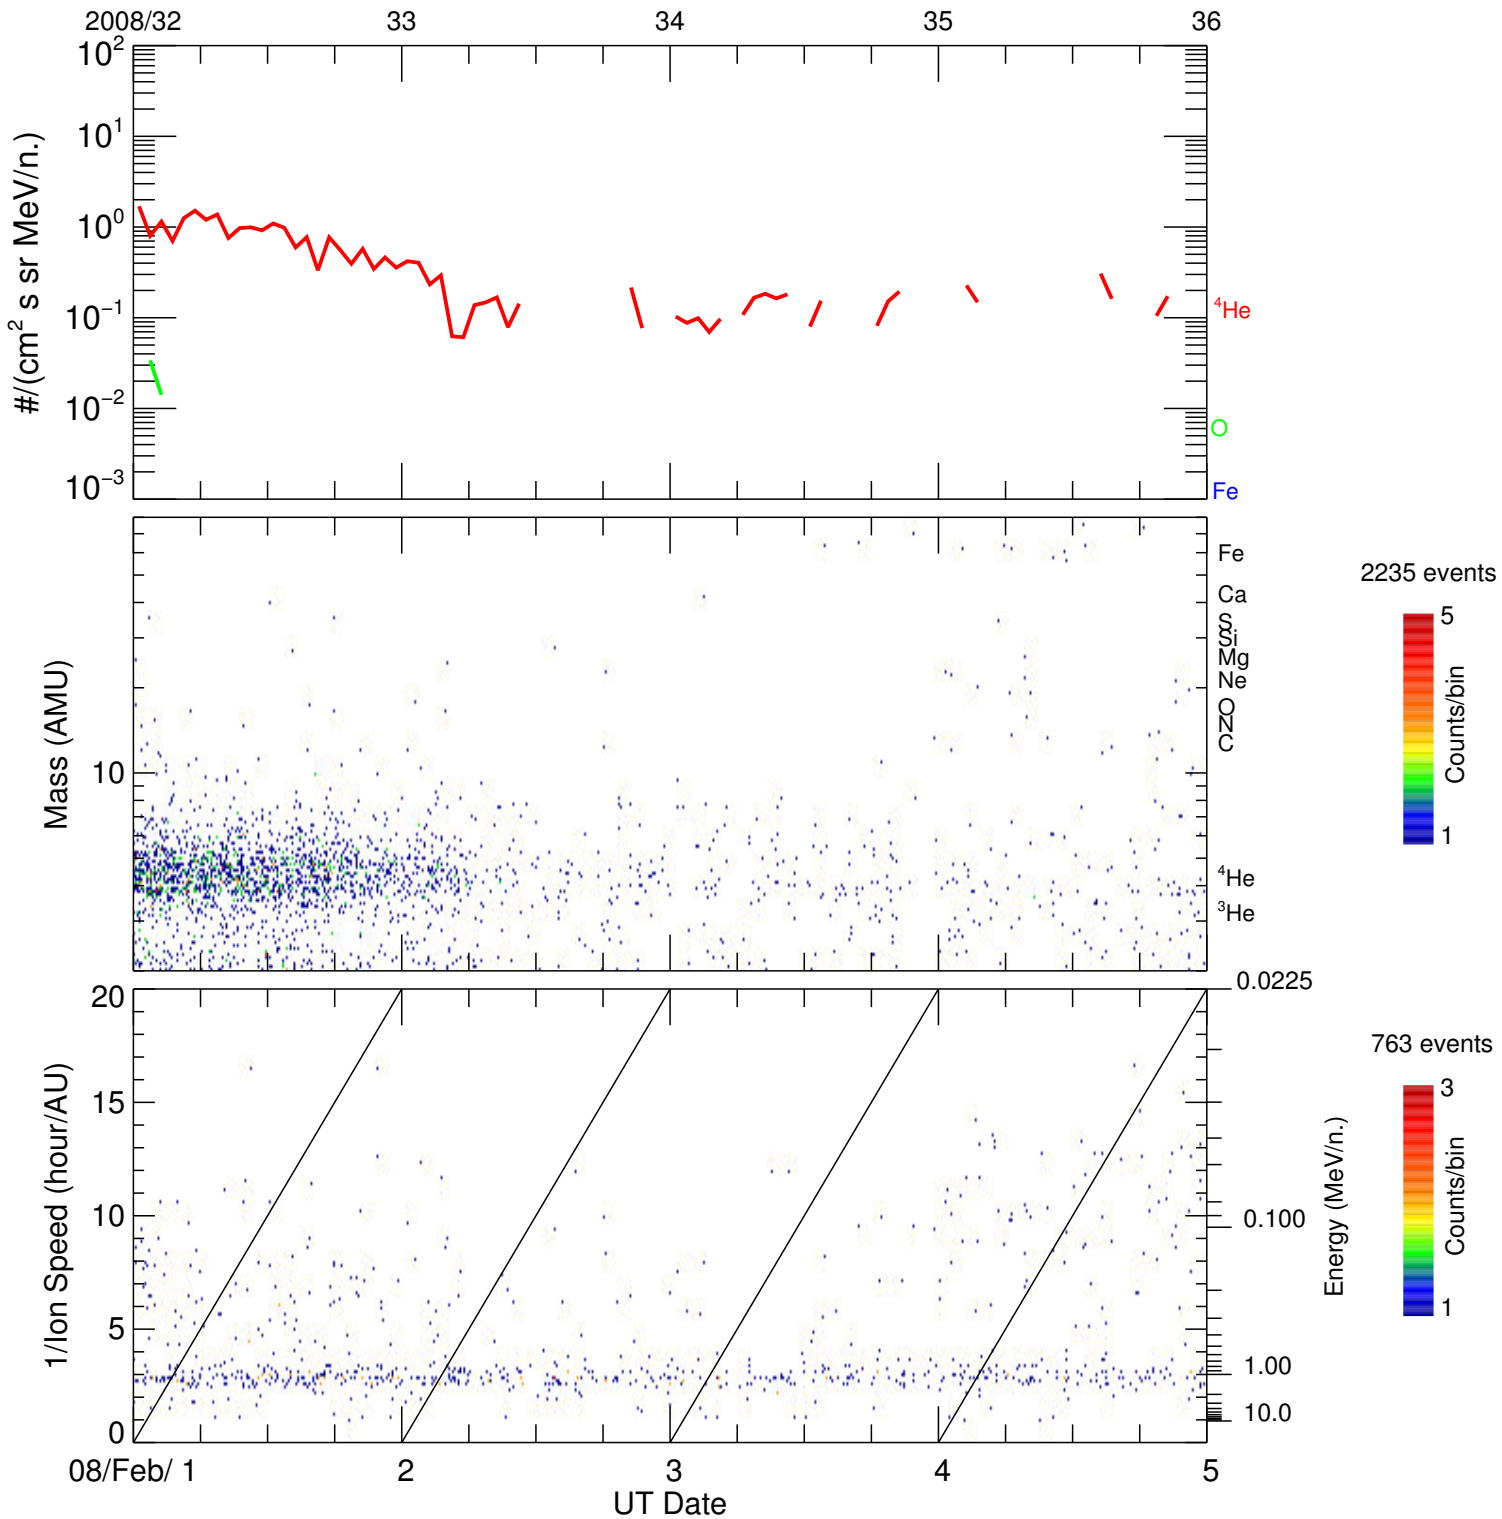 2008/32 33 34 35 36
10^2
10^1
10^0
10^-1
10^-2
10^-3
#/(cm^2 s sr MeV/n.)
^4He
O
Fe
Mass (AMU)
10
Fe
Ca
S
Si
Mg
Ne
O
N
C
^4He
^3He
2235 events
5
Counts/bin
1
1/Ion Speed (hour/AU)
20
15
10
5
0
0.0225
0.100
1.00
10.0
Energy (MeV/n.)
763 events
3
Counts/bin
1
08/Feb/ 1 2 3 4 5
UT Date